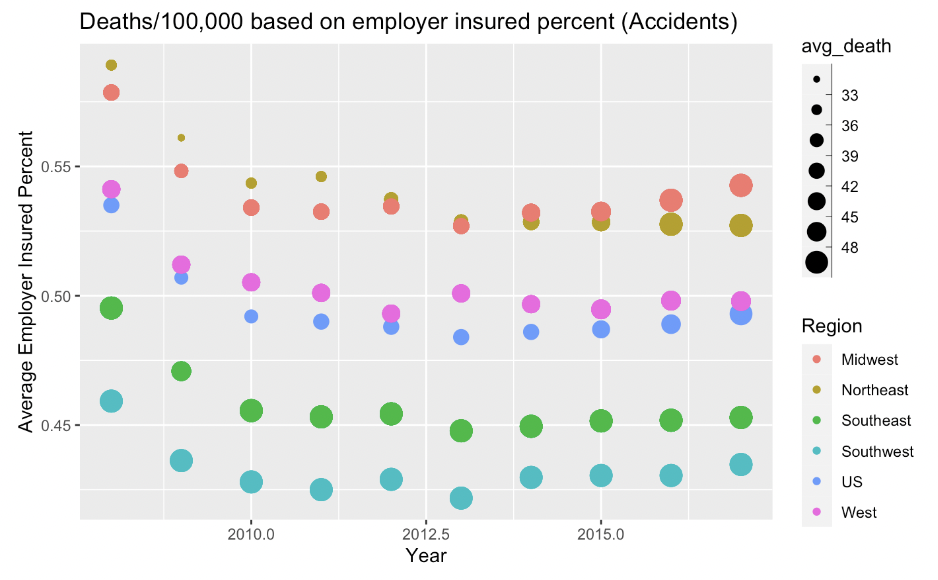 Deaths/100,000 based on employer insured percent (Accidents)
Average Employer Insured Percent
0.55
0.50
0.45
2010.0
2012.5
2015.0
Year
avg_death
33
36
39
42
45
48
Region
Midwest
Northeast
Southeast
Southwest
US
West